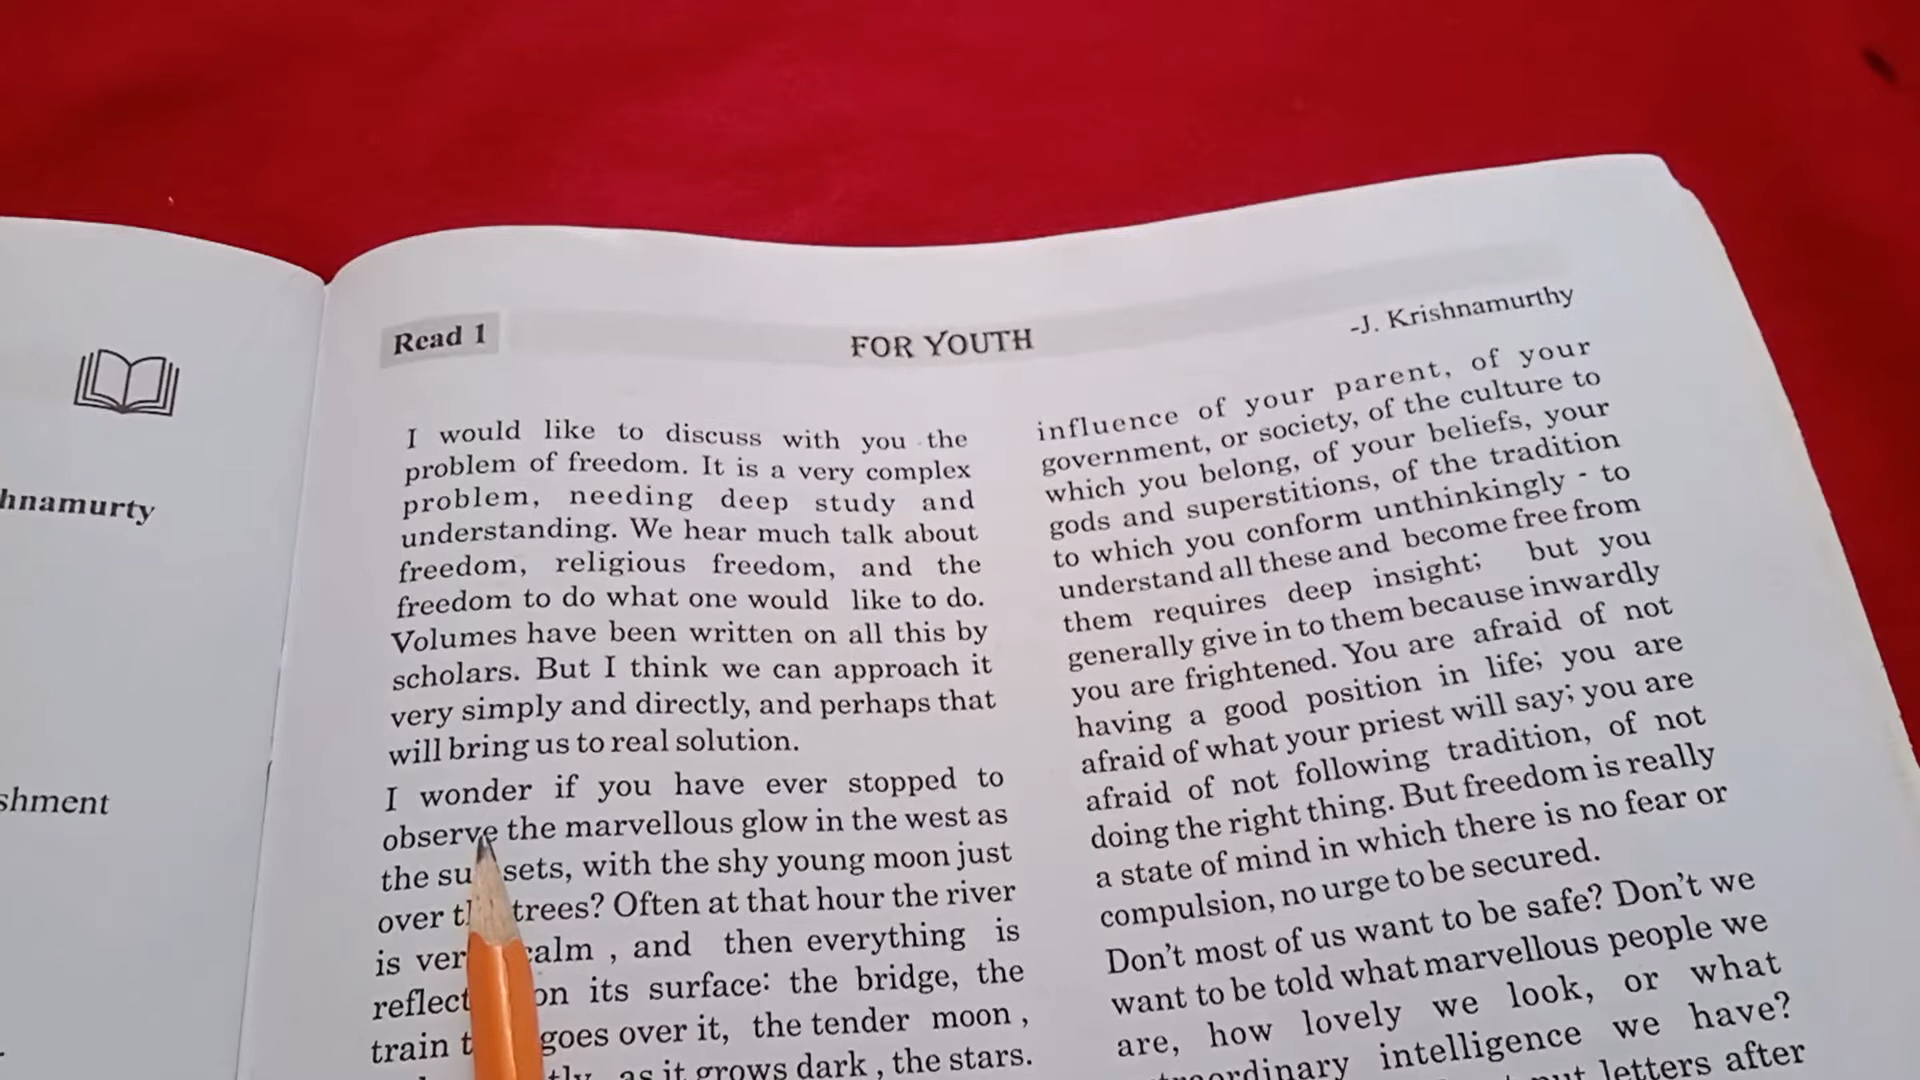 hnamurty
shment
Read 1
FOR YOUTH
-J. Krishnamurthy
I would like to discuss with you the
problem of freedom. It is a very complex
problem, needing deep study and
understanding. We hear much talk about
freedom, religious freedom, and the
freedom to do what one would like to do.
Volumes have been written on all this by
scholars. But I think we can approach it
very simply and directly, and perhaps that
will bring us to real solution.
I wonder if you have ever stopped to
observe the marvellous glow in the west as
the sets, with the shy young moon just
over trees? Often at that hour the river
is calm , and then everything is
on its surface: the bridge, the
train goes over it, the tender moon ,
as it grows dark , the stars.
influence of your parent, of your
government, or society, of the culture to
which you belong, of your beliefs, your
gods and superstitions, of the tradition
to which you conform unthinkingly - to
understand all these and become free from
them requires deep insight; but you
generally give in to them because inwardly
you are frightened. You are afraid of not
having a good position in life; you are
afraid of what your priest will say; you are
afraid of not following tradition, of not
doing the right thing. But freedom is really
a state of mind in which there is no fear or
compulsion, no urge to be secured.
Don't most of us want to be safe? Don't we
want to be told what marvellous people we
are, how lovely we look, or what
intelligence we have?
letters after